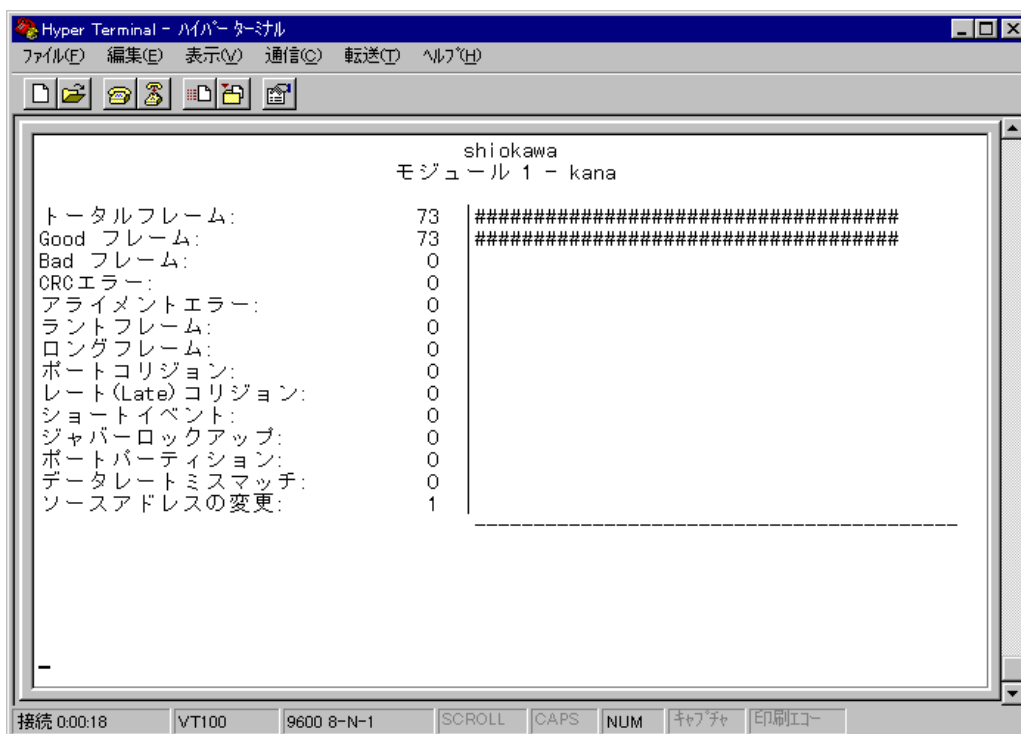 Hyper Terminal - ﾊｲﾊﾟｰ ﾀｰﾐﾅﾙ
ﾌｧｲﾙ(F) 編集(E) 表示(V) 通信(C) 転送(T) ﾍﾙﾌﾟ(H)
shiokawa
モジュール 1 - kana
トータルフレーム: 73 ####################################
Good フレーム: 73 ####################################
Bad フレーム: 0
CRCエラー: 0
アライメントエラー: 0
ラントフレーム: 0
ロングフレーム: 0
ポートコリジョン: 0
レート(Late)コリジョン: 0
ショートイベント: 0
ジャバーロックアップ: 0
ポートパーティション: 0
データレートミスマッチ: 0
ソースアドレスの変更: 1
-----------------------------------------
接続 0:00:18 VT100 9600 8-N-1 SCROLL CAPS NUM ｷｬﾌﾟﾁｬ 印刷ｴｺｰ